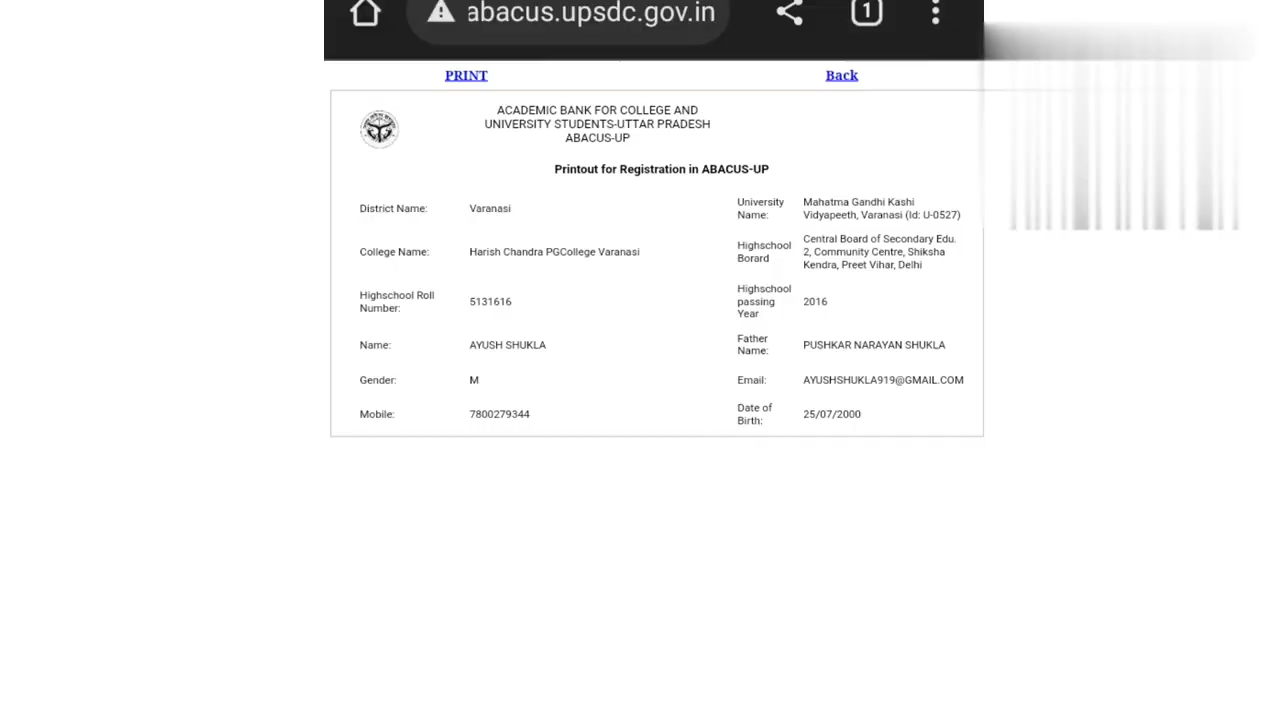 abacus.upsdc.gov.in
1
PRINT
Back
ACADEMIC BANK FOR COLLEGE AND
UNIVERSITY STUDENTS-UTTAR PRADESH
ABACUS-UP
Printout for Registration in ABACUS-UP
District Name:
Varanasi
University
Name:
Mahatma Gandhi Kashi
Vidyapeeth, Varanasi (Id: U-0527)
College Name:
Harish Chandra PGCollege Varanasi
Highschool
Borard
Central Board of Secondary Edu.
2, Community Centre, Shiksha
Kendra, Preet Vihar, Delhi
Highschool Roll
Number:
5131616
Highschool
passing
Year
2016
Name:
AYUSH SHUKLA
Father
Name:
PUSHKAR NARAYAN SHUKLA
Gender:
M
Email:
AYUSHSHUKLA919@GMAIL.COM
Mobile:
7800279344
Date of
Birth:
25/07/2000